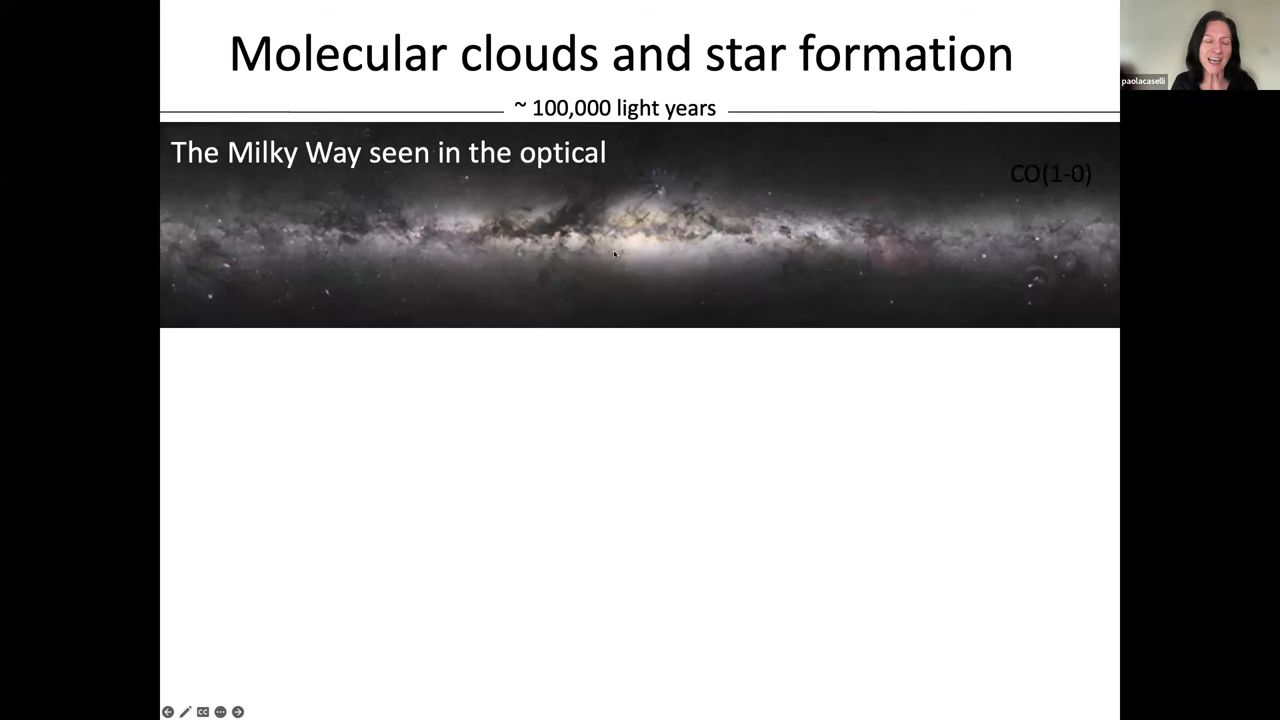 Molecular clouds and star formation
paolacaselli
~ 100,000 light years
The Milky Way seen in the optical
CO(1-0)
CC